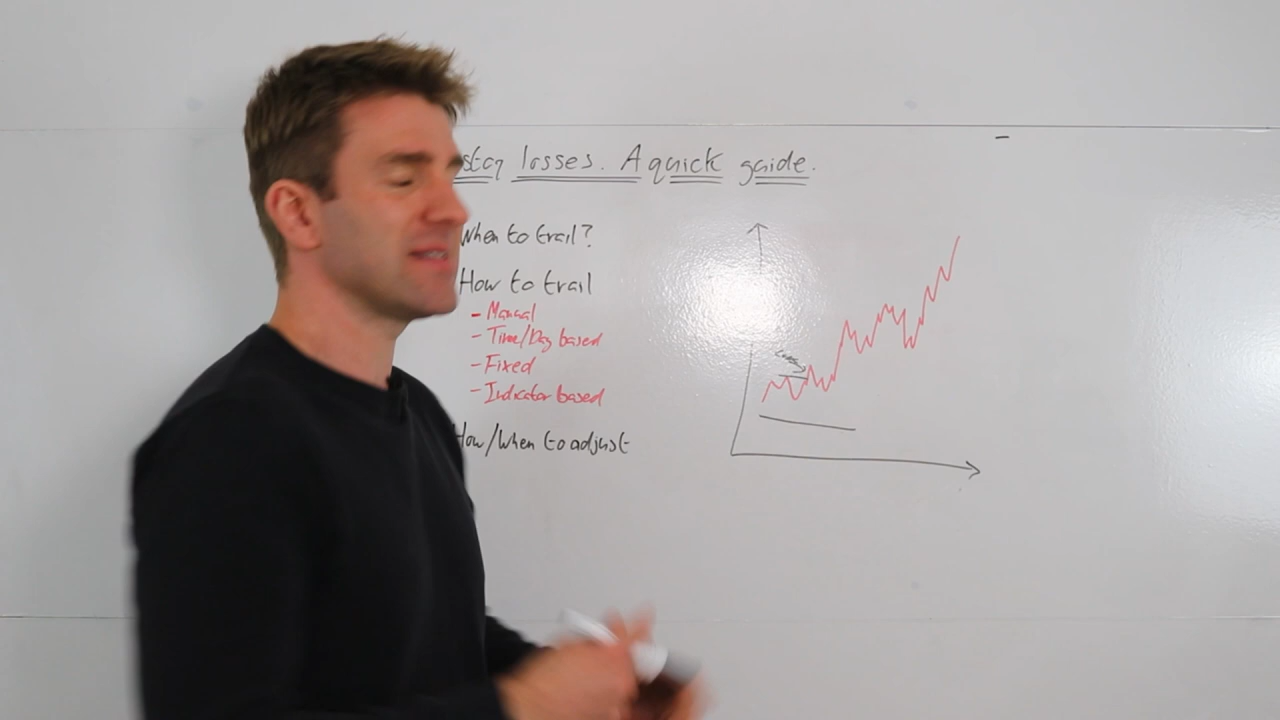 stop losses. A quick guide.
When to trail?
How to trail
- Manual
- Time/Day based
- Fixed
- Indicator based
How/When to adjust